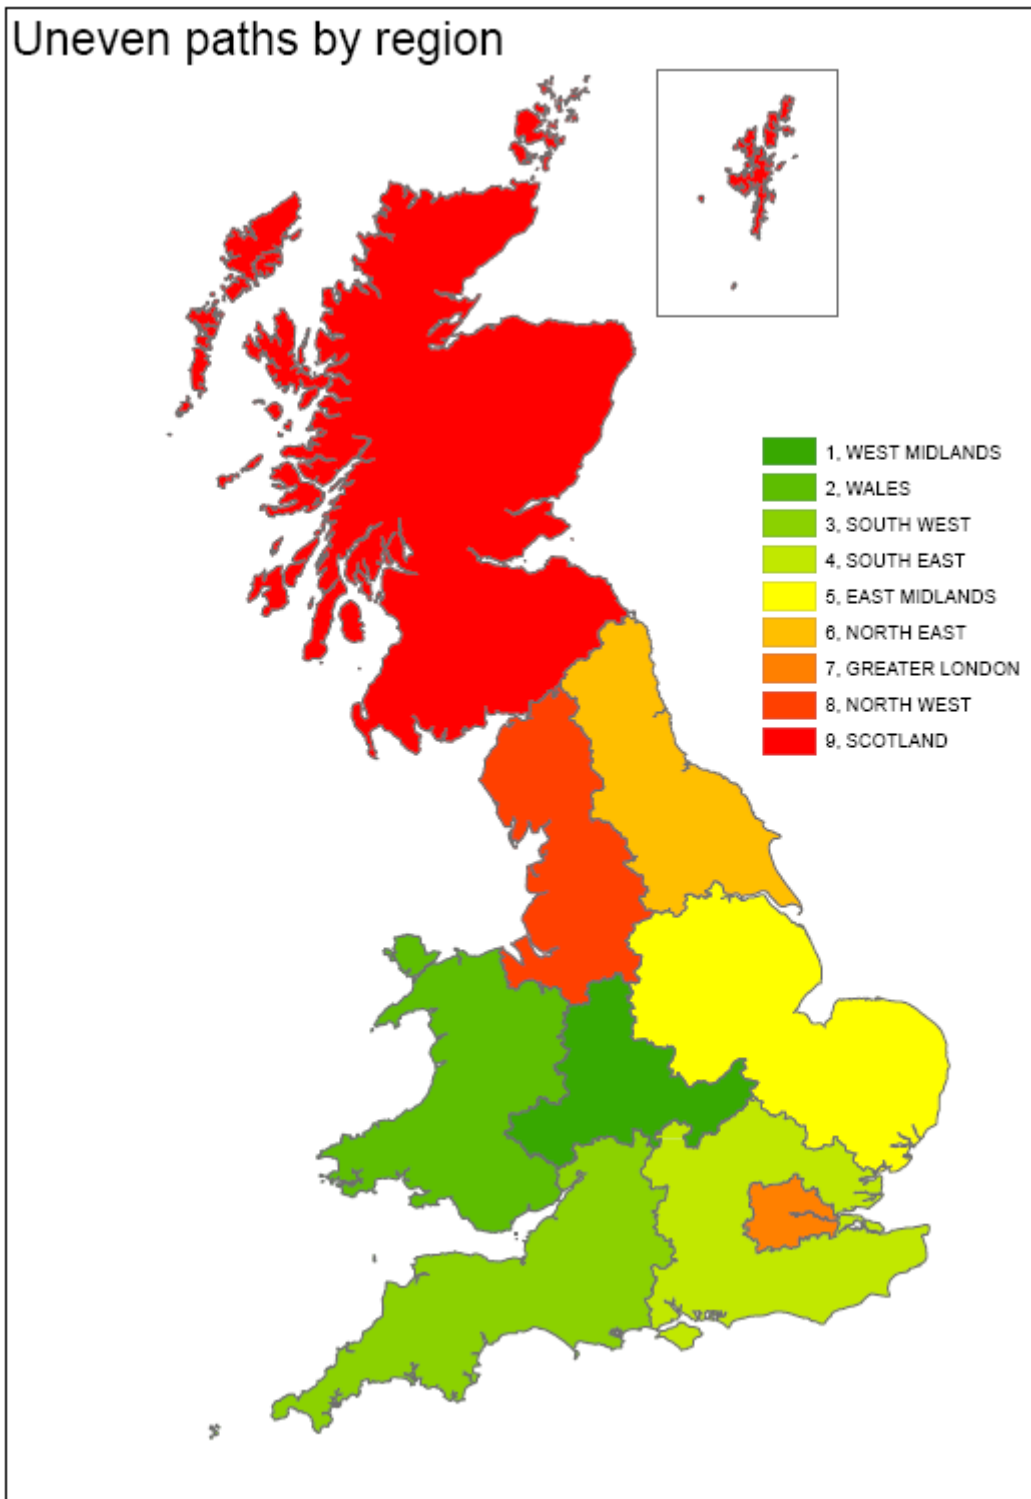 Uneven paths by region
1, WEST MIDLANDS
2, WALES
3, SOUTH WEST
4, SOUTH EAST
5, EAST MIDLANDS
6, NORTH EAST
7, GREATER LONDON
8, NORTH WEST
9, SCOTLAND